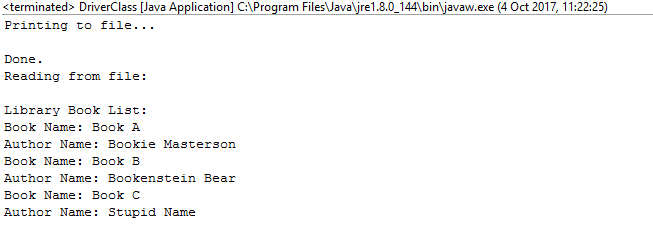 <terminated> DriverClass [Java Application] C:\Program Files\Java\jre1.8.0_144\bin\javaw.exe (4 Oct 2017, 11:22:25)
Printing to file...
Done.
Reading from file:
Library Book List:
Book Name: Book A
Author Name: Bookie Masterson
Book Name: Book B
Author Name: Bookenstein Bear
Book Name: Book C
Author Name: Stupid Name